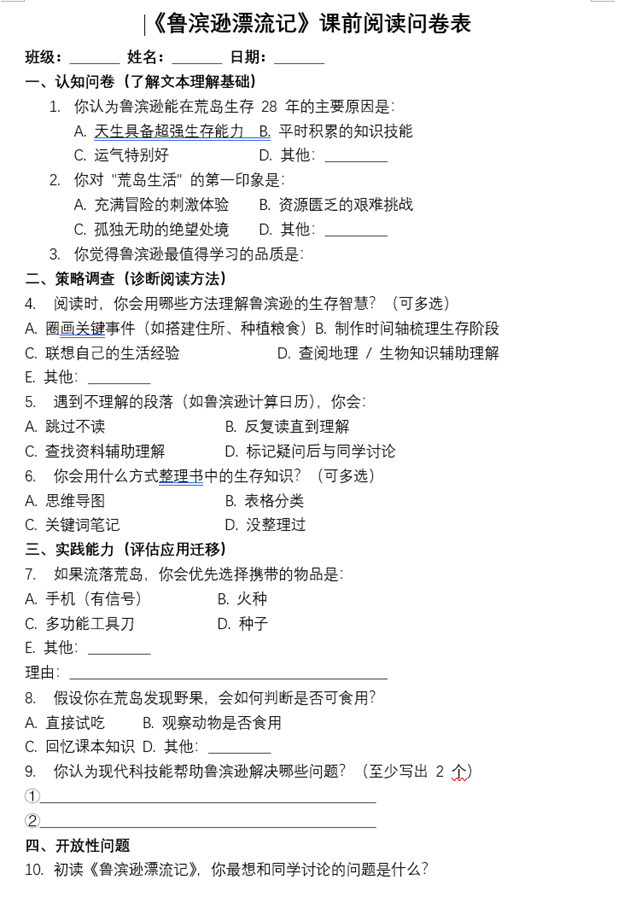 《鲁滨逊漂流记》课前阅读问卷表
班级：______ 姓名：______ 日期：______
一、认知问卷（了解文本理解基础）
1. 你认为鲁滨逊能在荒岛生存 28 年的主要原因是：
A. 天生具备超强生存能力 B. 平时积累的知识技能
C. 运气特别好 D. 其他：________
2. 你对 "荒岛生活" 的第一印象是：
A. 充满冒险的刺激体验 B. 资源匮乏的艰难挑战
C. 孤独无助的绝望处境 D. 其他：________
3. 你觉得鲁滨逊最值得学习的品质是：
二、策略调查（诊断阅读方法）
4. 阅读时，你会用哪些方法理解鲁滨逊的生存智慧？（可多选）
A. 圈画关键事件（如搭建住所、种植粮食）B. 制作时间轴梳理生存阶段
C. 联想自己的生活经验 D. 查阅地理 / 生物知识辅助理解
E. 其他：________
5. 遇到不理解的段落（如鲁滨逊计算日历），你会：
A. 跳过不读 B. 反复读直到理解
C. 查找资料辅助理解 D. 标记疑问后与同学讨论
6. 你会用什么方式整理书中的生存知识？（可多选）
A. 思维导图 B. 表格分类
C. 关键词笔记 D. 没整理过
三、实践能力（评估应用迁移）
7. 如果流落荒岛，你会优先选择携带的物品是：
A. 手机（有信号） B. 火种
C. 多功能工具刀 D. 种子
E. 其他：________
理由：________________________________________
8. 假设你在荒岛发现野果，会如何判断是否可食用？
A. 直接试吃 B. 观察动物是否食用
C. 回忆课本知识 D. 其他：________
9. 你认为现代科技能帮助鲁滨逊解决哪些问题？（至少写出 2 个）
①___________________________________________
②___________________________________________
四、开放性问题
10. 初读《鲁滨逊漂流记》，你最想和同学讨论的问题是什么？